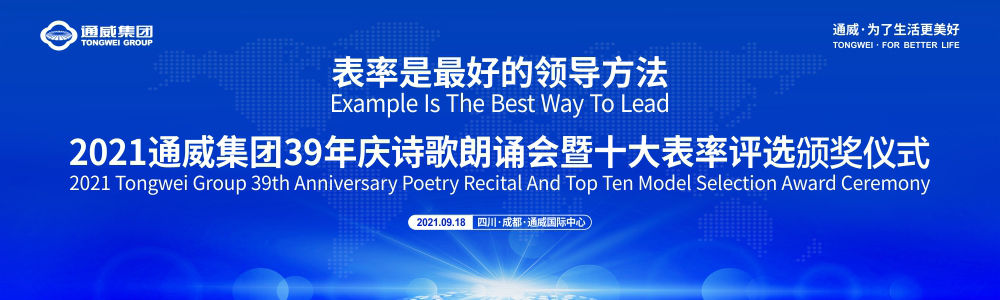 通威集团
TONGWEI GROUP
通威·为了生活更美好
TONGWEI · FOR BETTER LIFE
表率是最好的领导方法
Example Is The Best Way To Lead
2021通威集团39年庆诗歌朗诵会暨十大表率评选颁奖仪式
2021 Tongwei Group 39th Anniversary Poetry Recital And Top Ten Model Selection Award Ceremony
2021.09.18 四川·成都·通威国际中心